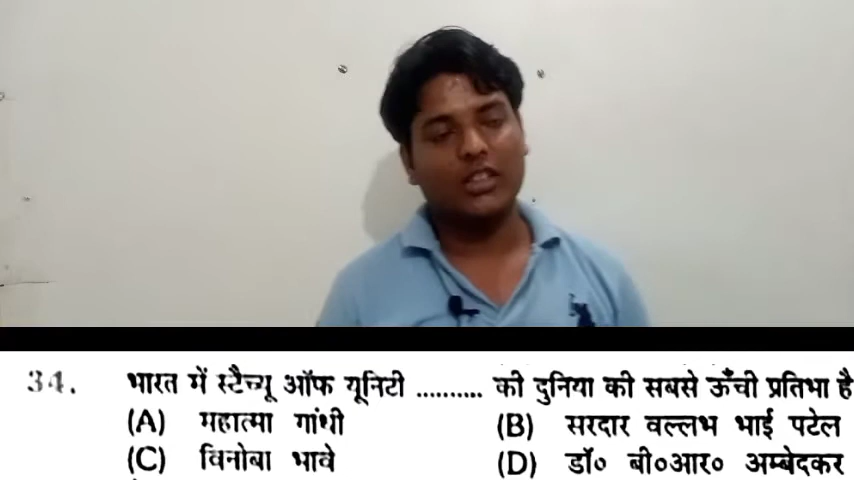 34. भारत में स्टैच्यू ऑफ यूनिटी .......... की दुनिया की सबसे ऊँची प्रतिभा है
(A) महात्मा गांधी (B) सरदार वल्लभ भाई पटेल
(C) विनोबा भावे (D) डॉ० बी०आर० अम्बेदकर